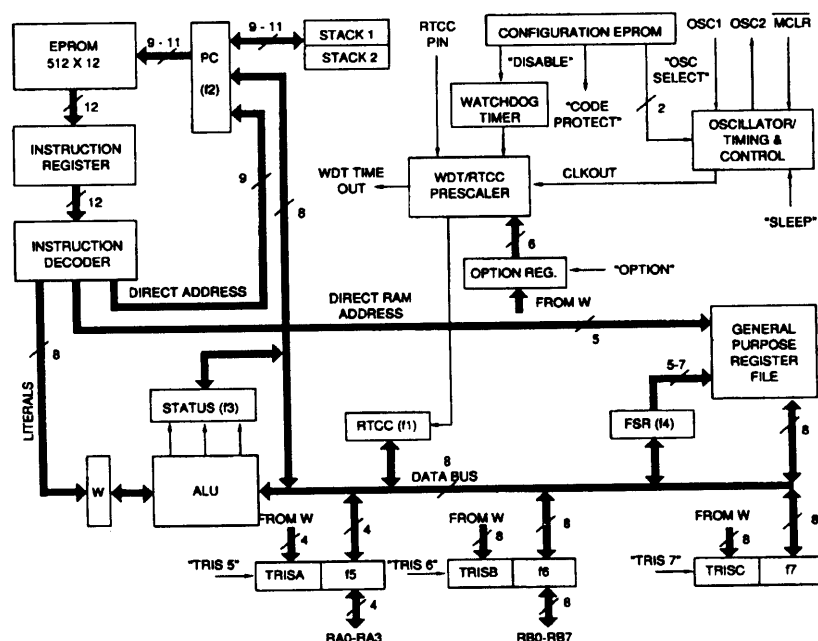 EPROM
512 X 12
9 - 11
PC
(f2)
9 - 11
STACK 1
STACK 2
RTCC
PIN
CONFIGURATION EPROM
OSC1
OSC2
MCLR
"DISABLE"
"OSC
SELECT"
WATCHDOG
TIMER
"CODE
PROTECT"
2
OSCILLATOR/
TIMING &
CONTROL
12
INSTRUCTION
REGISTER
9
8
WDT TIME
OUT
WDT/RTCC
PRESCALER
CLKOUT
"SLEEP"
12
INSTRUCTION
DECODER
6
OPTION REG.
"OPTION"
FROM W
DIRECT ADDRESS
DIRECT RAM
ADDRESS
5
GENERAL
PURPOSE
REGISTER
FILE
8
LITERALS
STATUS (f3)
5-7
RTCC (f1)
FSR (f4)
8
W
ALU
8
DATA BUS
FROM W
4
4
FROM W
8
8
FROM W
8
8
"TRIS 5"
TRISA
f5
"TRIS 6"
TRISB
f6
"TRIS 7"
TRISC
f7
4
8
RA0-RA3
RB0-RB7